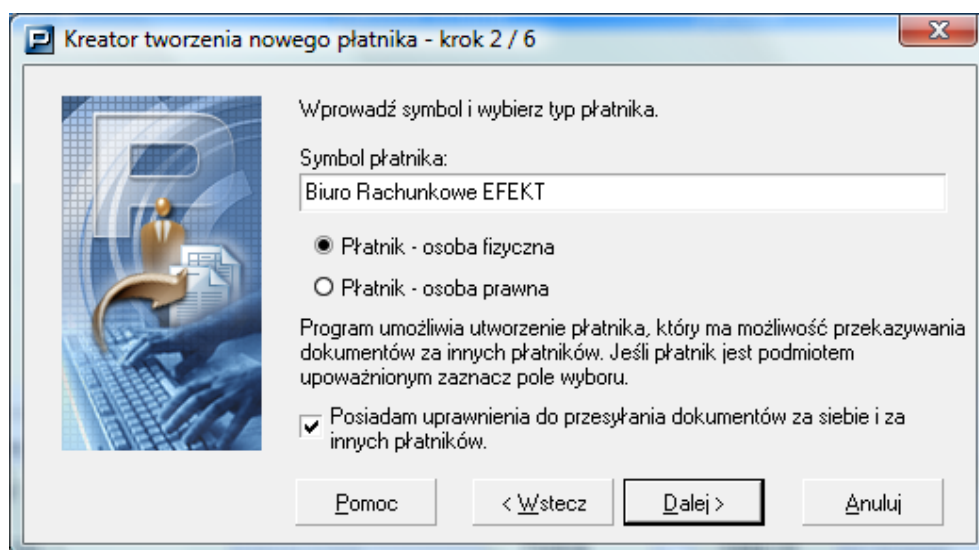 Kreator tworzenia nowego płatnika - krok 2 / 6
Wprowadź symbol i wybierz typ płatnika.
Symbol płatnika:
Biuro Rachunkowe EFEKT
Płatnik - osoba fizyczna
Płatnik - osoba prawna
Program umożliwia utworzenie płatnika, który ma możliwość przekazywania
dokumentów za innych płatników. Jeśli płatnik jest podmiotem
upoważnionym zaznacz pole wyboru.
Posiadam uprawnienia do przesyłania dokumentów za siebie i za
innych płatników.
Pomoc
< Wstecz
Dalej >
Anuluj